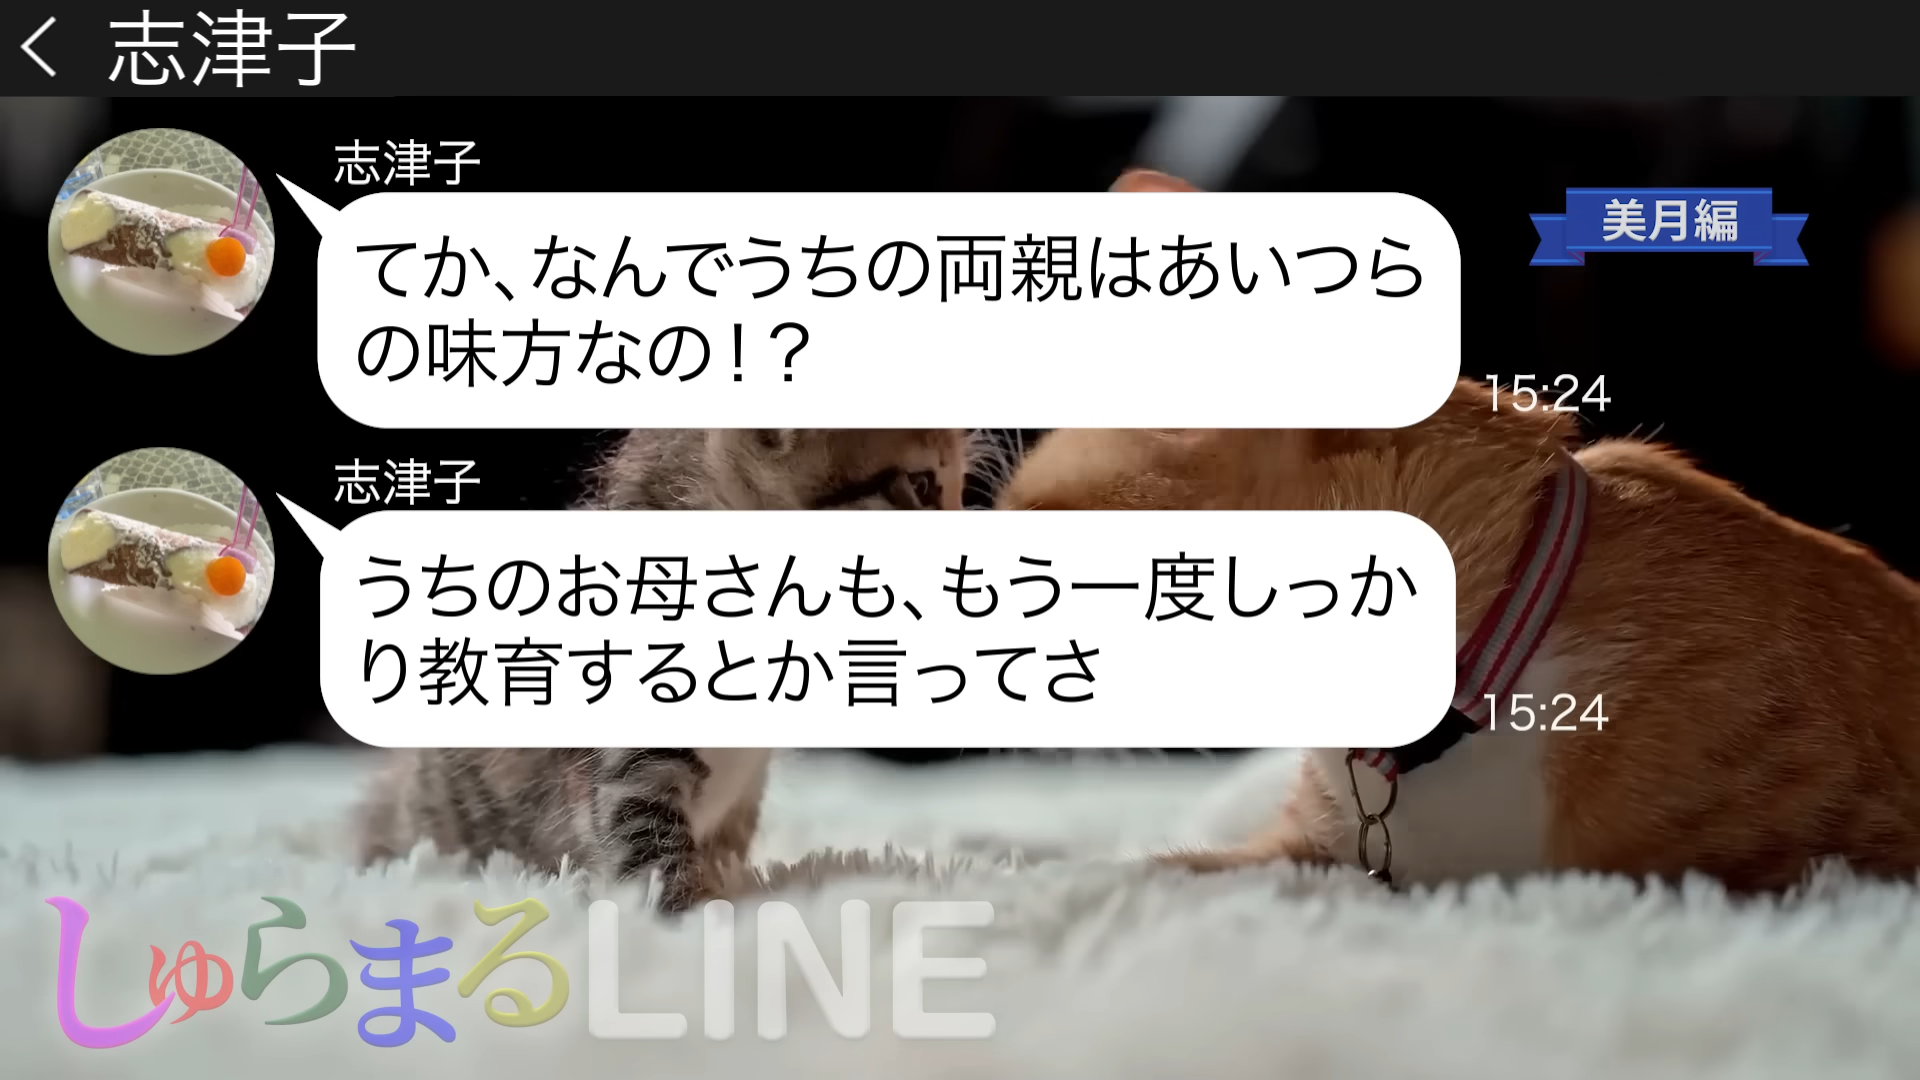 志津子
志津子
てか、なんでうちの両親はあいつら
の味方なの！？
美月編
15:24
志津子
うちのお母さんも、もう一度しっか
り教育するとか言ってさ
15:24
しゅらまるLINE